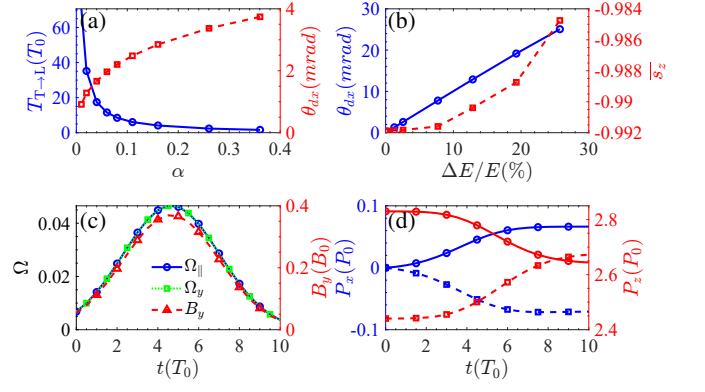 (a)
60
40
20
0
T_{T→L}(T_0)
0
0.1
0.2
0.3
0.4
α
4
2
0
θ_{dx}(mrad)
(b)
30
20
10
0
θ_{dx}(mrad)
0
10
20
30
ΔE/E(%)
-0.984
-0.986
-0.988
-0.99
-0.992
\overline{s_z}
(c)
0.04
0.02
0
Ω
Ω_∥
Ω_y
B_y
0
2
4
6
8
10
t(T_0)
0.4
0.2
0
B_y(B_0)
(d)
0.1
0
-0.1
P_x(P_0)
0
2
4
6
8
10
t(T_0)
2.8
2.6
2.4
P_z(P_0)